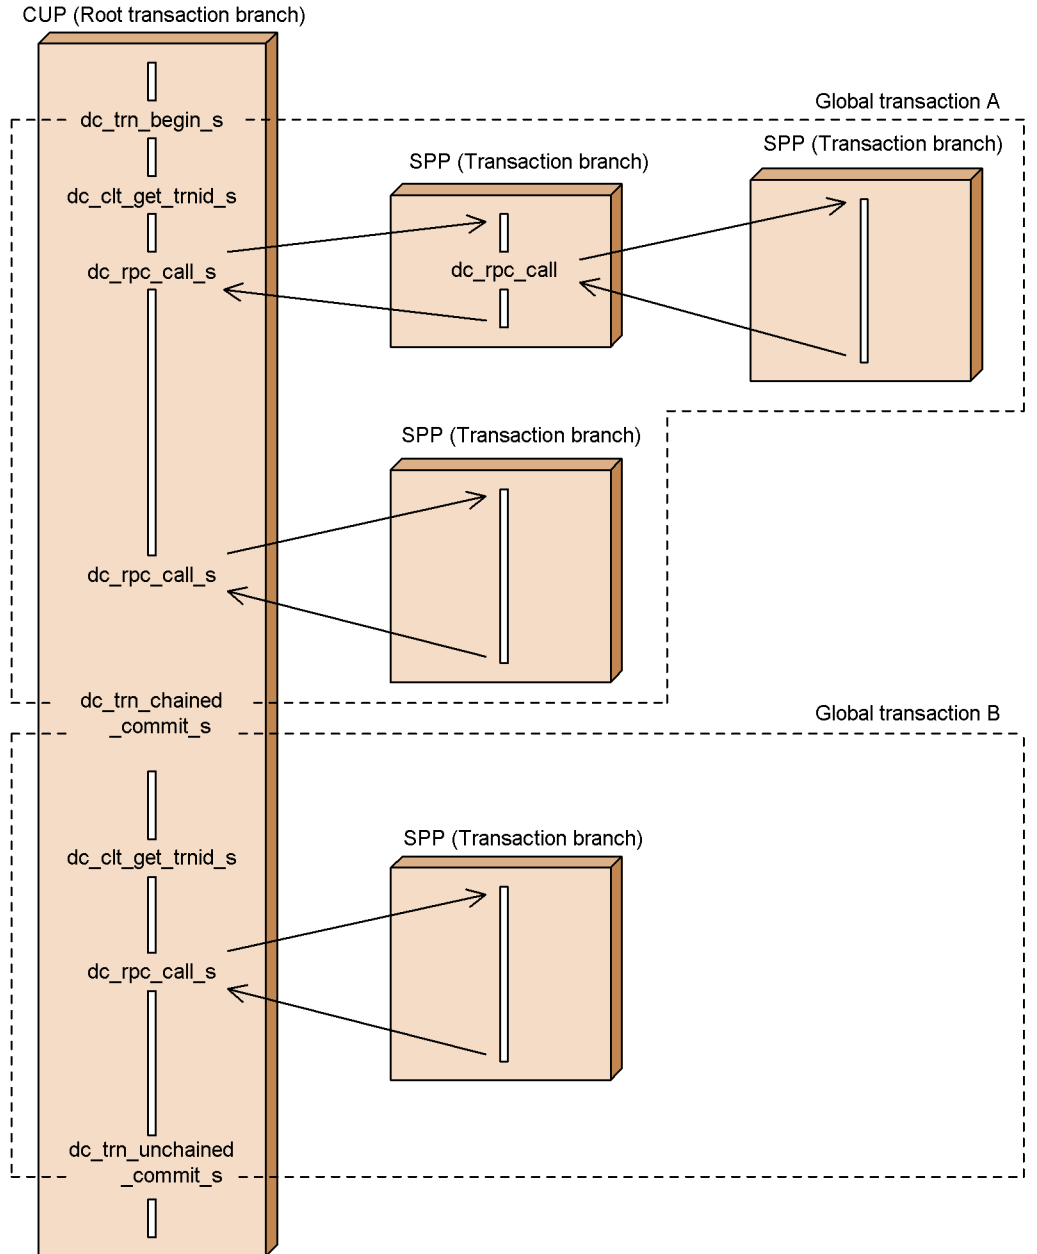 CUP (Root transaction branch)
Global transaction A
dc_trn_begin_s
SPP (Transaction branch)
SPP (Transaction branch)
dc_clt_get_trnid_s
dc_rpc_call_s
dc_rpc_call
SPP (Transaction branch)
dc_rpc_call_s
dc_trn_chained
_commit_s
Global transaction B
SPP (Transaction branch)
dc_clt_get_trnid_s
dc_rpc_call_s
dc_trn_unchained
_commit_s